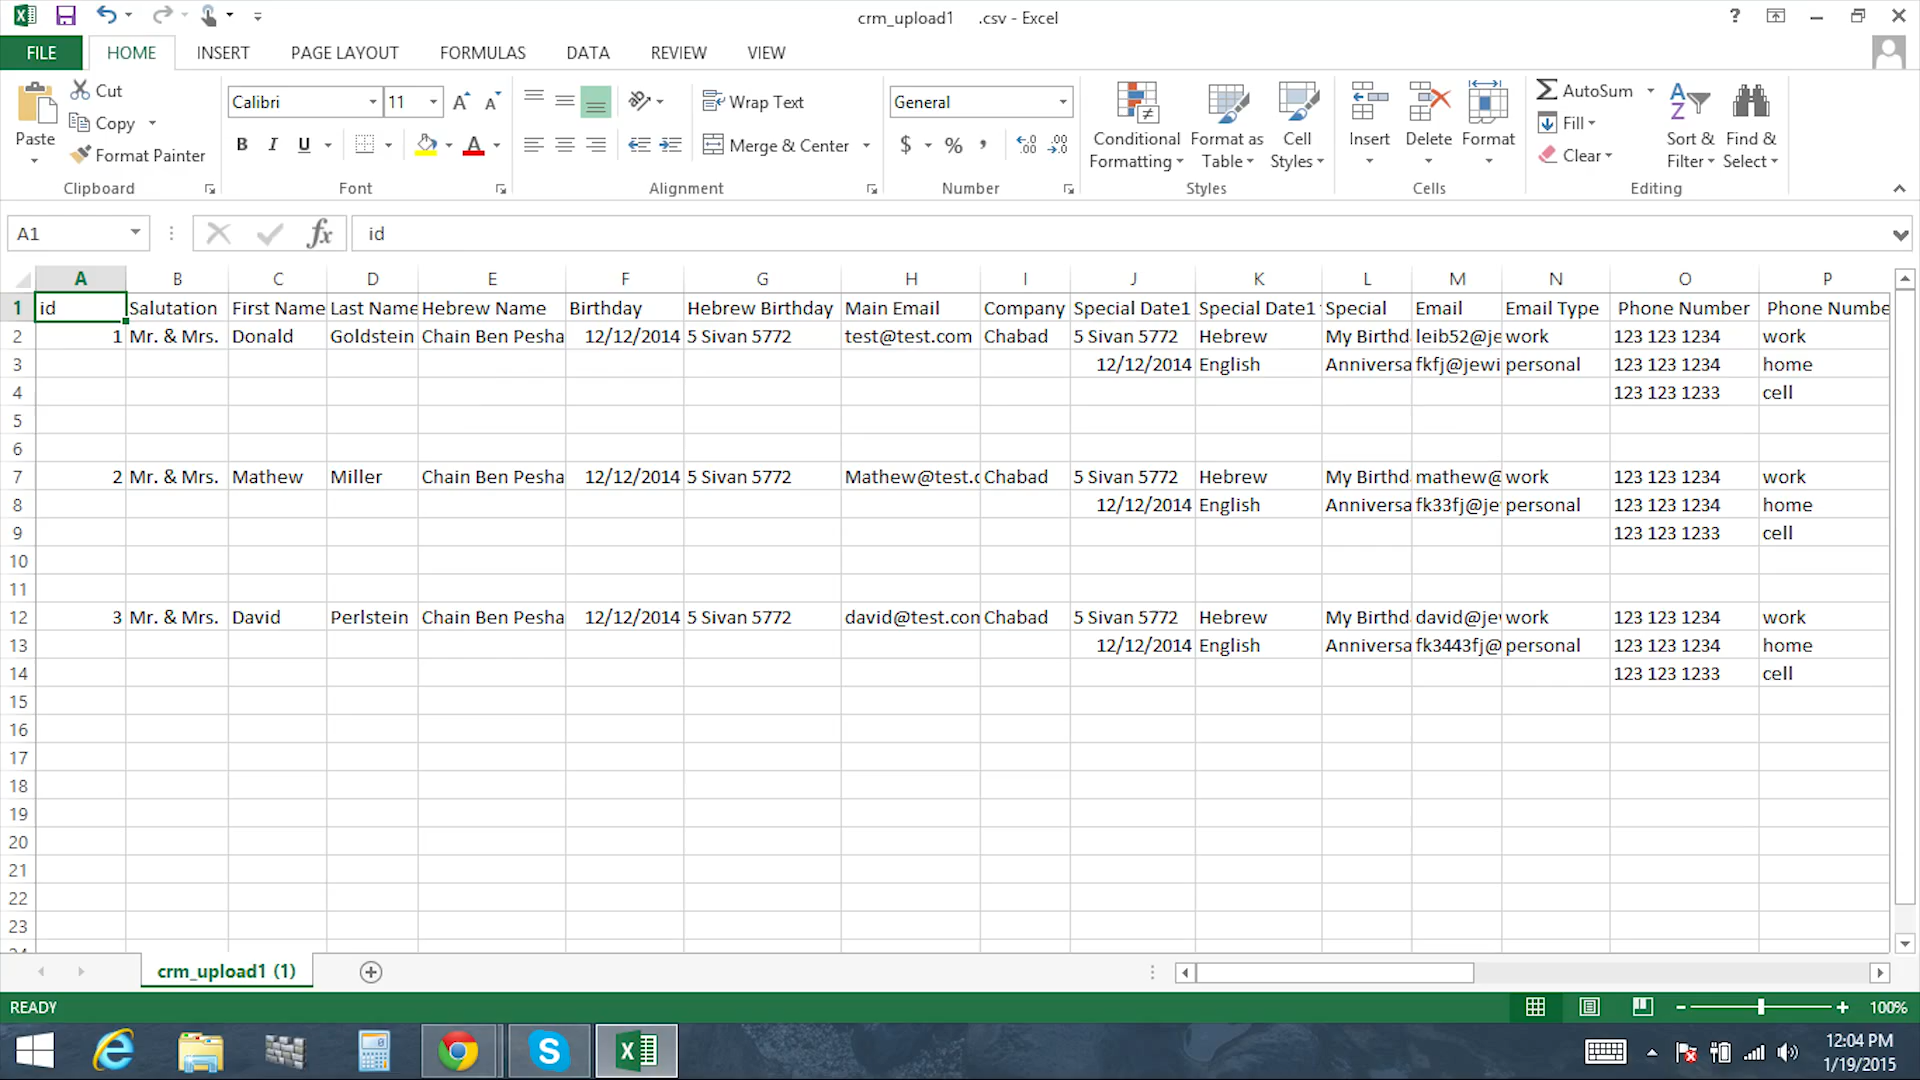 crm_upload1 .csv - Excel
FILE HOME INSERT PAGE LAYOUT FORMULAS DATA REVIEW VIEW
Paste Cut Copy Format Painter Clipboard
Calibri 11 B I U Font
Wrap Text Merge & Center Alignment
General $ % Number
Conditional Formatting Format as Table Cell Styles Styles
Insert Delete Format Cells
AutoSum Fill Clear Sort & Filter Find & Select Editing
A1 fx id
A B C D E F G H I J K L M N O P
1 id Salutation First Name Last Name Hebrew Name Birthday Hebrew Birthday Main Email Company Special Date1 Special Date1 Special Email Email Type Phone Number Phone Numbe
2 1 Mr. & Mrs. Donald Goldstein Chain Ben Pesha 12/12/2014 5 Sivan 5772 test@test.com Chabad 5 Sivan 5772 Hebrew My Birthd leib52@je work 123 123 1234 work
3 12/12/2014 English Anniversa fkfj@jewi personal 123 123 1234 home
4 123 123 1233 cell
5
6
7 2 Mr. & Mrs. Mathew Miller Chain Ben Pesha 12/12/2014 5 Sivan 5772 Mathew@test.c Chabad 5 Sivan 5772 Hebrew My Birthd mathew@ work 123 123 1234 work
8 12/12/2014 English Anniversa fk33fj@je personal 123 123 1234 home
9 123 123 1233 cell
10
11
12 3 Mr. & Mrs. David Perlstein Chain Ben Pesha 12/12/2014 5 Sivan 5772 david@test.com Chabad 5 Sivan 5772 Hebrew My Birthd david@je work 123 123 1234 work
13 12/12/2014 English Anniversa fk3443fj@ personal 123 123 1234 home
14 123 123 1233 cell
15
16
17
18
19
20
21
22
23
crm_upload1 (1)
READY 100%
12:04 PM
1/19/2015